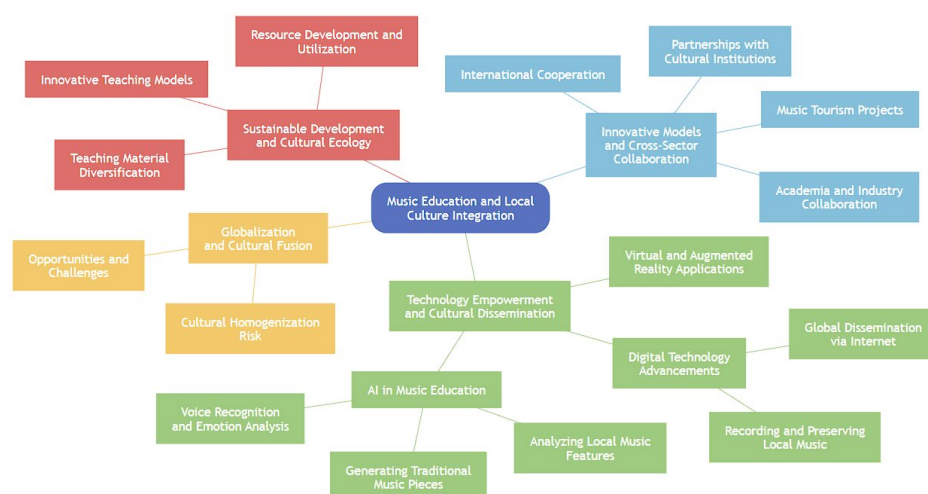 Resource Development and
Utilization
Innovative Teaching Models
Sustainable Development
and Cultural Ecology
Teaching Material
Diversification
Partnerships with
Cultural Institutions
International Cooperation
Music Tourism Projects
Innovative Models
and Cross-Sector
Collaboration
Academia and Industry
Collaboration
Music Education and Local
Culture Integration
Globalization
and Cultural Fusion
Opportunities and
Challenges
Cultural Homogenization
Risk
Virtual and Augmented
Reality Applications
Technology Empowerment
and Cultural Dissemination
Global Dissemination
via Internet
Digital Technology
Advancements
Recording and Preserving
Local Music
AI in Music Education
Voice Recognition
and Emotion Analysis
Analyzing Local Music
Features
Generating Traditional
Music Pieces